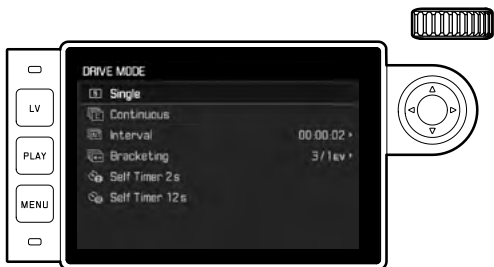 DRIVE MODE
Single
Continuous
Interval 00:00:02
Bracketing 3/1EV
Self Timer 2s
Self Timer 12s
LV
PLAY
MENU